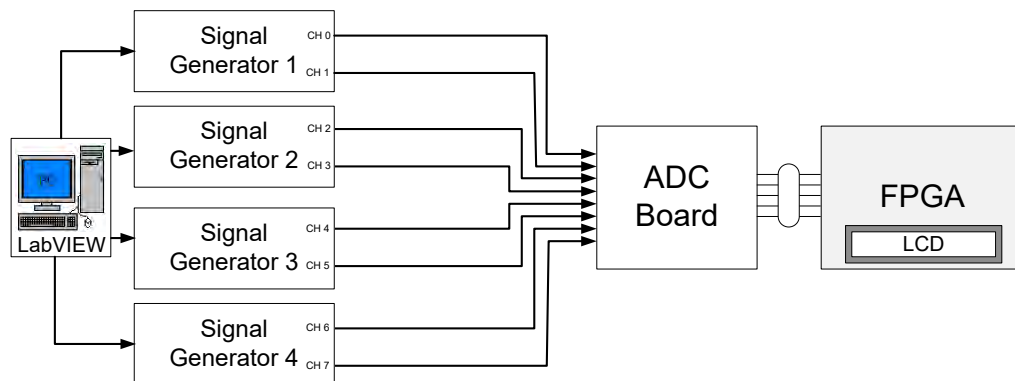 Signal
Generator 1
CH 0
CH 1
Signal
Generator 2
CH 2
CH 3
LabVIEW
Signal
Generator 3
CH 4
CH 5
Signal
Generator 4
CH 6
CH 7
ADC
Board
FPGA
LCD